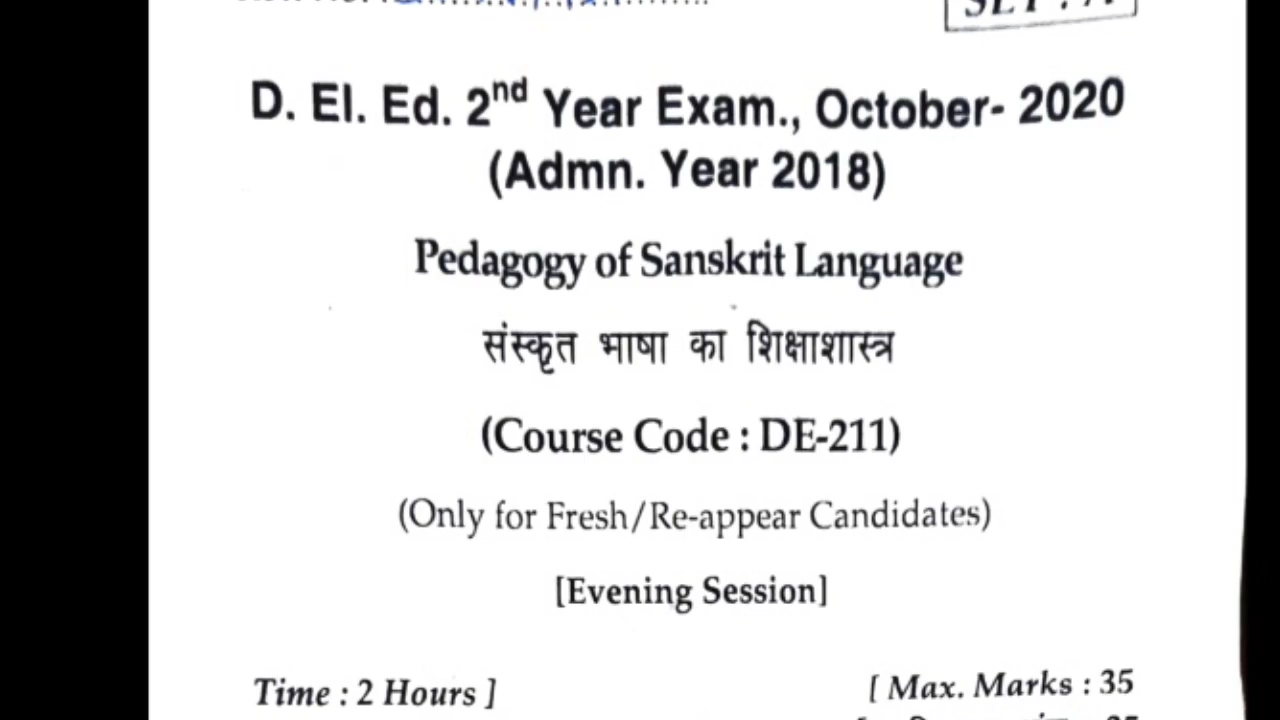 D. El. Ed. 2nd Year Exam., October- 2020
(Admn. Year 2018)
Pedagogy of Sanskrit Language
संस्कृत भाषा का शिक्षाशास्त्र
(Course Code : DE-211)
(Only for Fresh/Re-appear Candidates)
[Evening Session]
Time : 2 Hours ] [ Max. Marks : 35